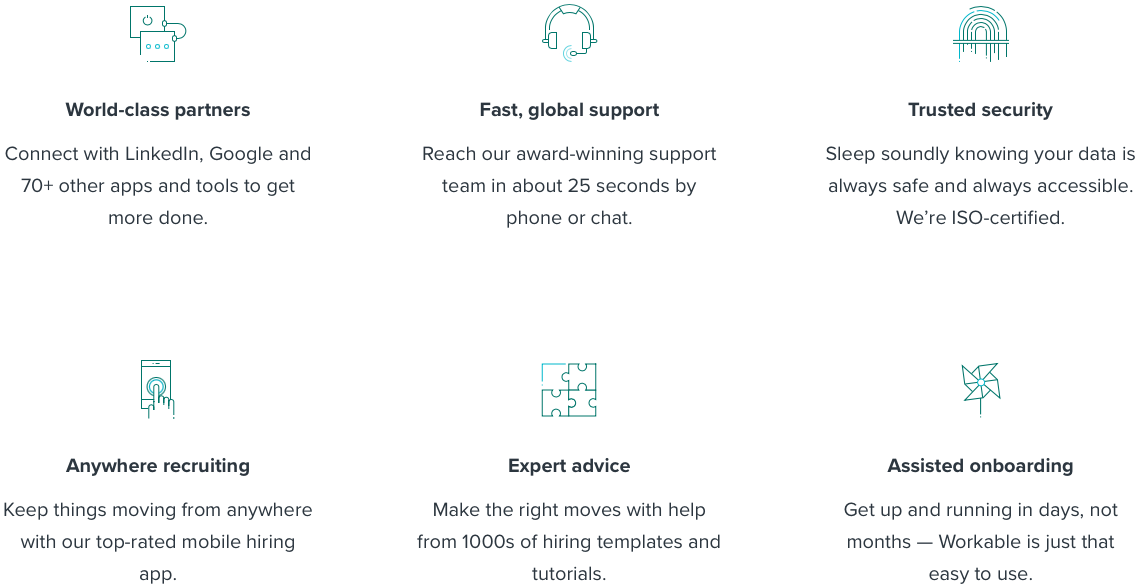 World-class partners
Connect with LinkedIn, Google and
70+ other apps and tools to get
more done.
Fast, global support
Reach our award-winning support
team in about 25 seconds by
phone or chat.
Trusted security
Sleep soundly knowing your data is
always safe and always accessible.
We’re ISO-certified.
Anywhere recruiting
Keep things moving from anywhere
with our top-rated mobile hiring
app.
Expert advice
Make the right moves with help
from 1000s of hiring templates and
tutorials.
Assisted onboarding
Get up and running in days, not
months — Workable is just that
easy to use.